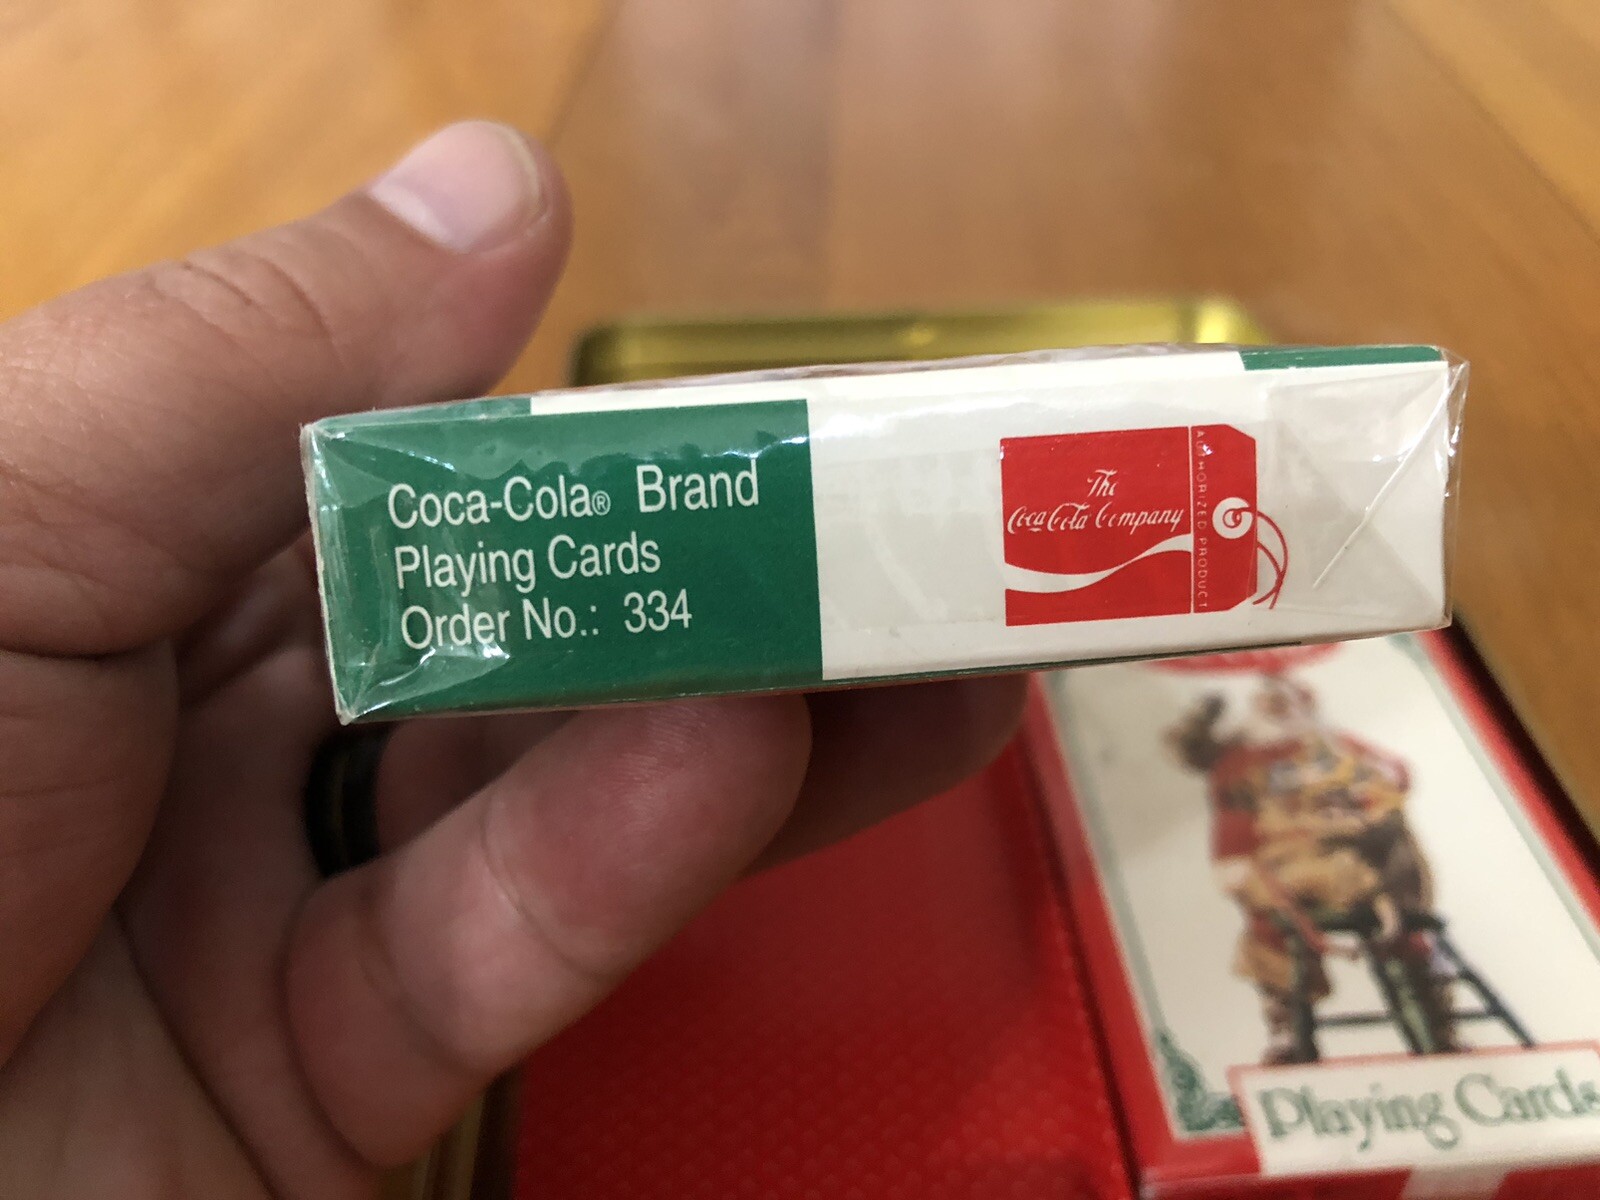 Coca-Cola® Brand
Playing Cards
Order No.: 334
The
Coca-Cola Company
AUTHORIZED PRODUCT
Playing Cards